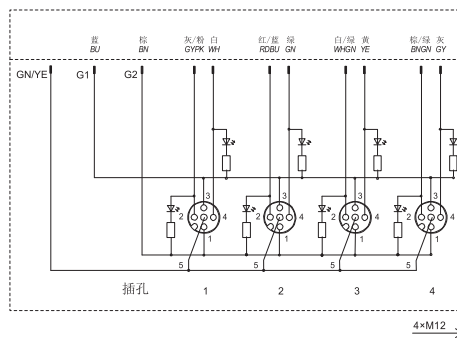 蓝 棕 灰/粉 白 红/蓝 绿 白/绿 黄 棕/绿 灰
BU BN GYPK WH RDBU GN WHGN YE BNGN GY
GN/YE G1 G2
3 3 3 3
2 4 2 4 2 4 2 4
1 1 1 1
5 5 5 5
插孔 1 2 3 4
4×M12